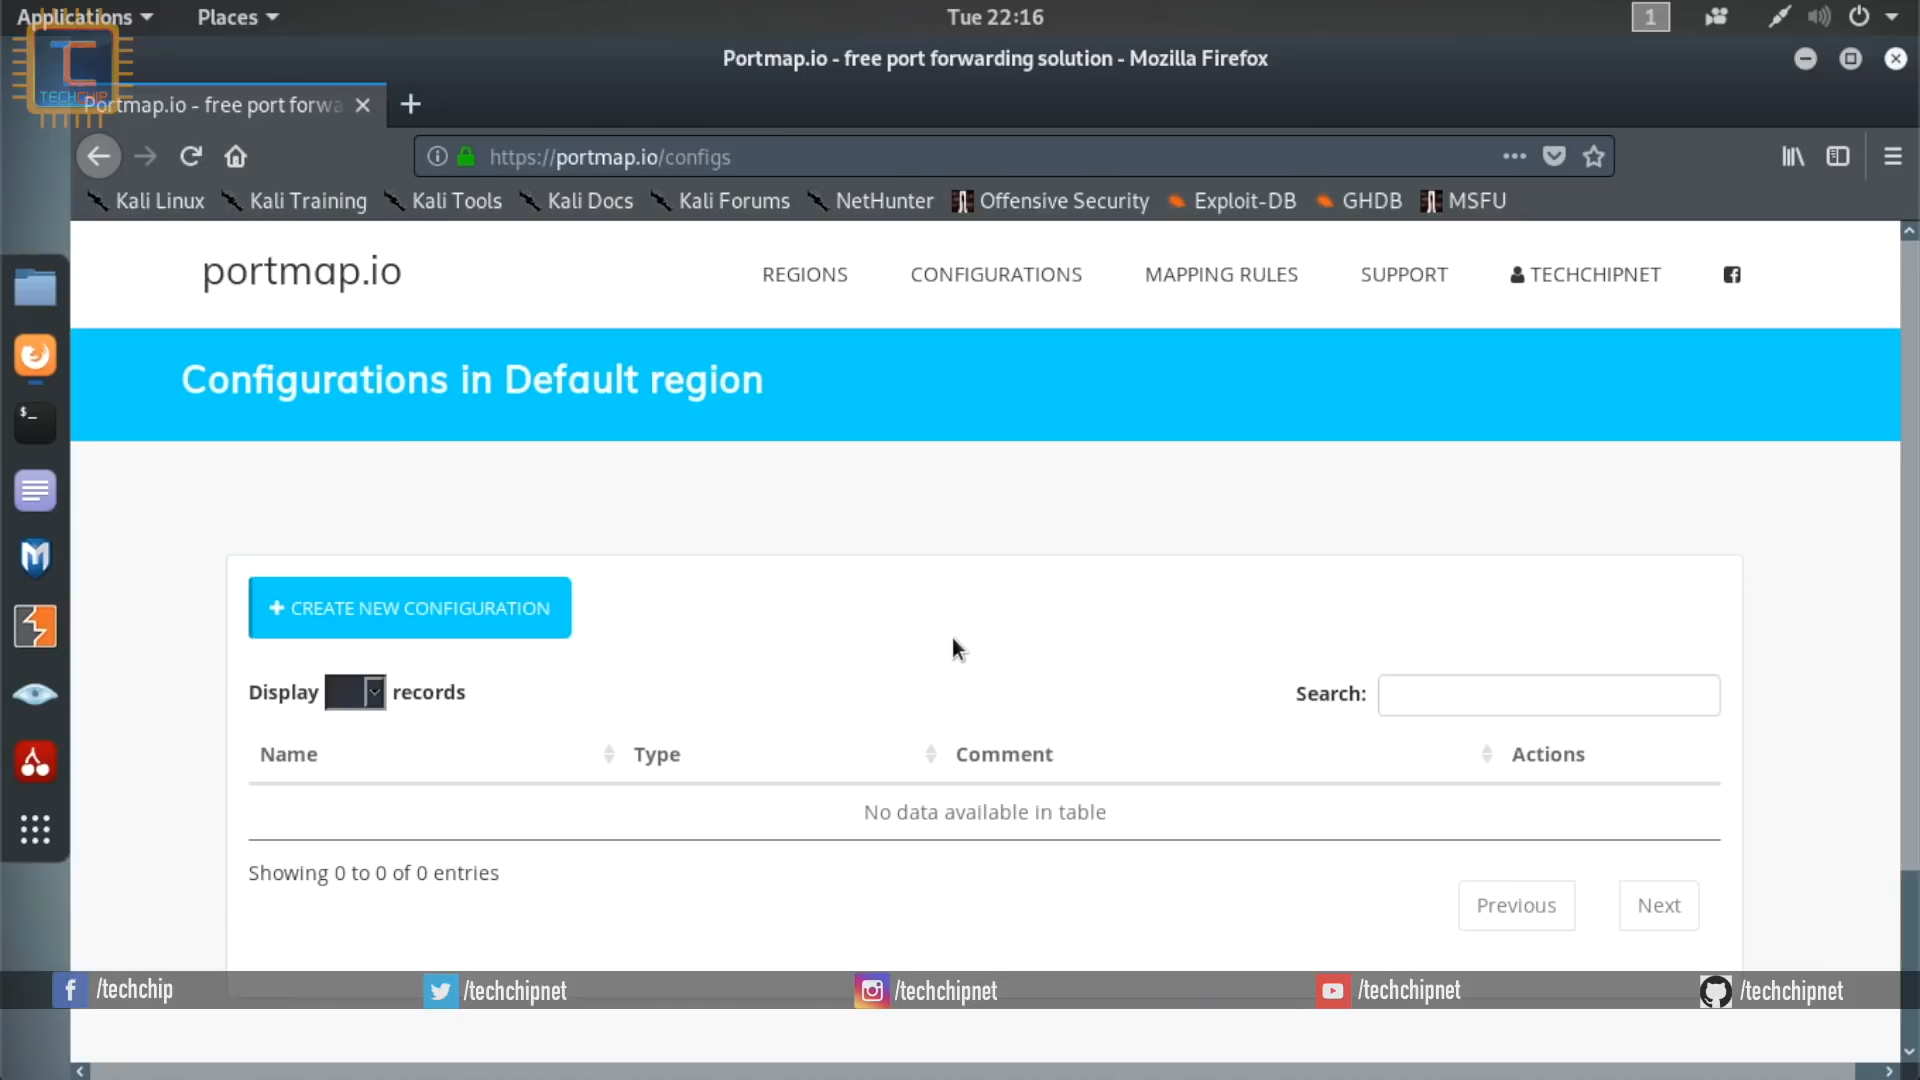 Applications Places Tue 22:16 1
Portmap.io - free port forwarding solution - Mozilla Firefox
TECHCHIP
Portmap.io - free port forwa
https://portmap.io/configs
Kali Linux Kali Training Kali Tools Kali Docs Kali Forums NetHunter Offensive Security Exploit-DB GHDB MSFU
portmap.io REGIONS CONFIGURATIONS MAPPING RULES SUPPORT TECHCHIPNET
Configurations in Default region
CREATE NEW CONFIGURATION
Display records Search:
Name Type Comment Actions
No data available in table
Showing 0 to 0 of 0 entries
Previous Next
/techchip /techchipnet /techchipnet /techchipnet /techchipnet